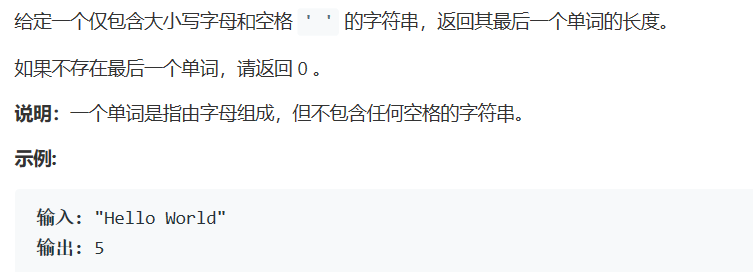 给定一个仅包含大小写字母和空格 ' ' 的字符串，返回其最后一个单词的长度。
如果不存在最后一个单词，请返回 0 。
说明：一个单词是指由字母组成，但不包含任何空格的字符串。
示例:
输入: "Hello World"
输出: 5